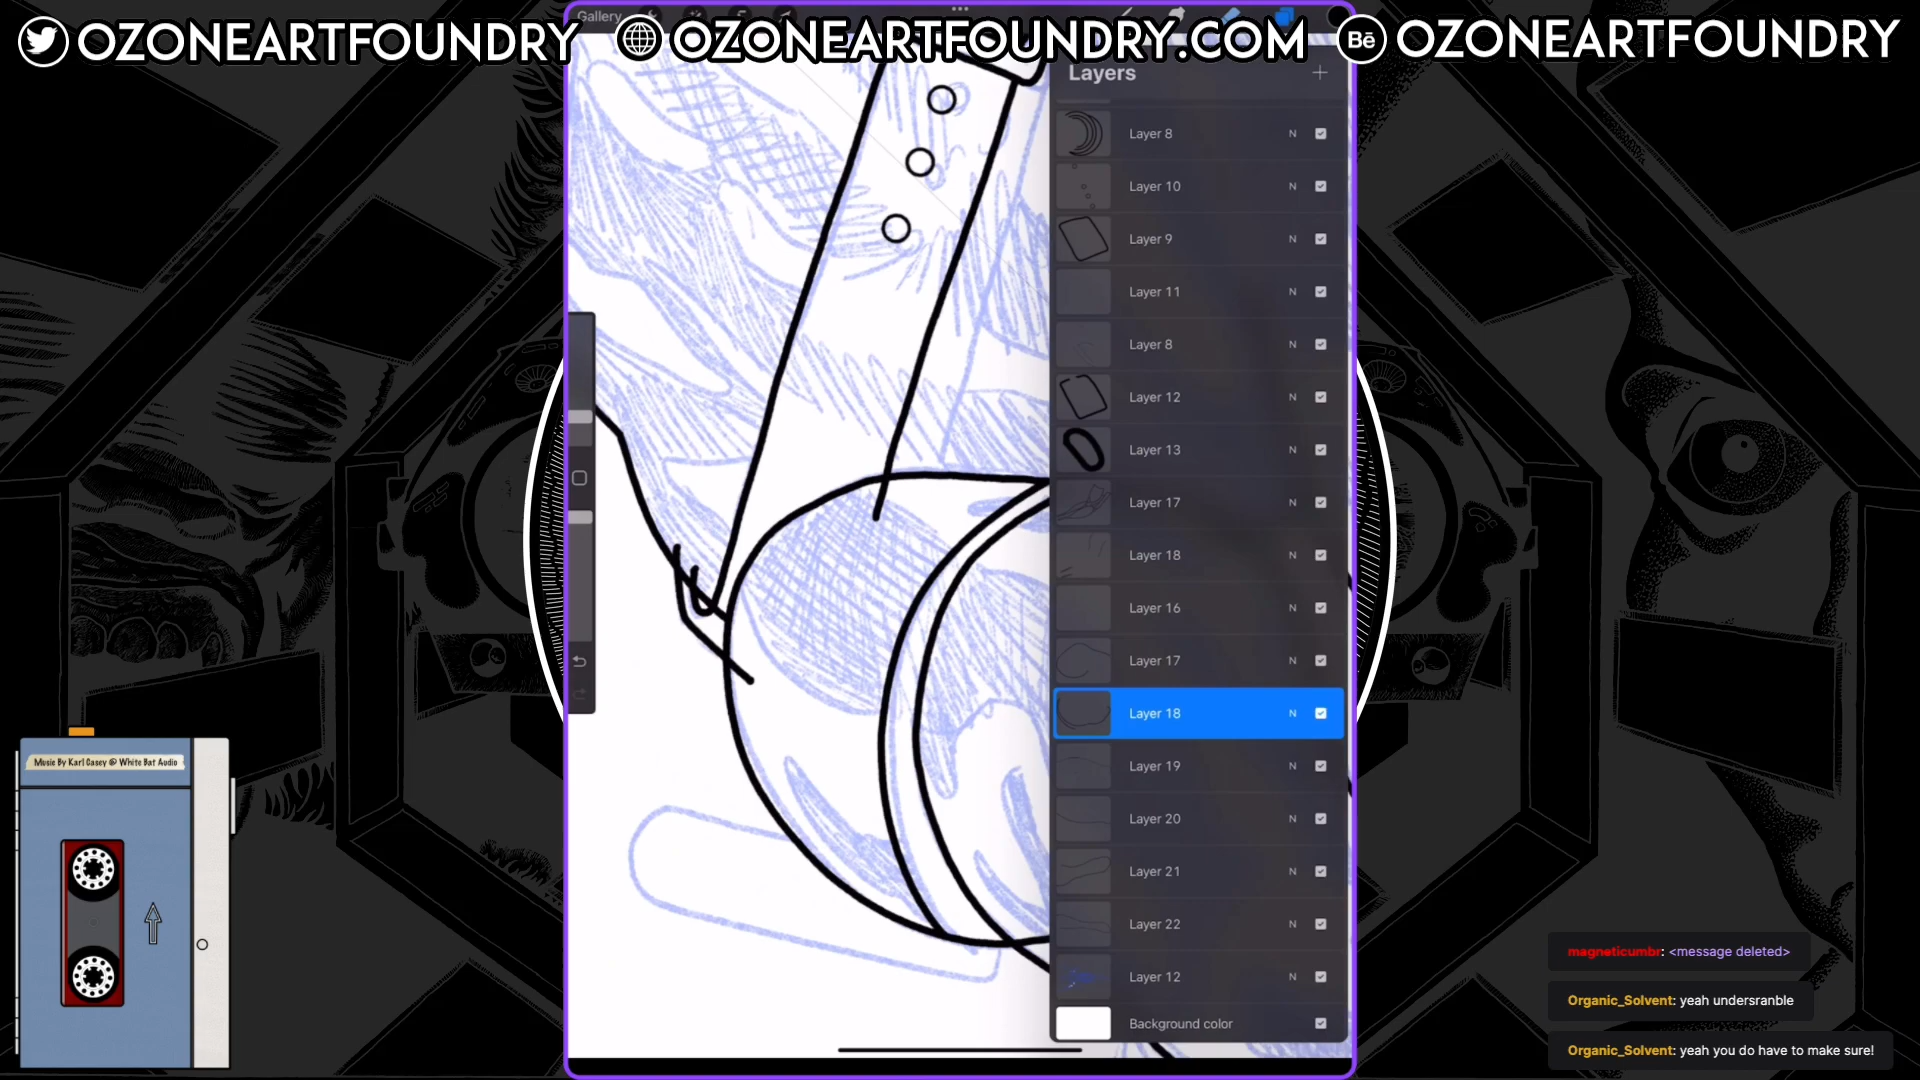 OZONEARTFOUNDRY
OZONEARTFOUNDRY.COM
Bē OZONEARTFOUNDRY
Gallery
Layers
Layer 8 N
Layer 10 N
Layer 9 N
Layer 11 N
Layer 8 N
Layer 12 N
Layer 13 N
Layer 17 N
Layer 18 N
Layer 16 N
Layer 17 N
Layer 18 N
Layer 19 N
Layer 20 N
Layer 21 N
Layer 22 N
Layer 12 N
Background color
Music By Karl Casey @ White Bat Audio
magneticumbr: <message deleted>
Organic_Solvent: yeah undersranble
Organic_Solvent: yeah you do have to make sure!